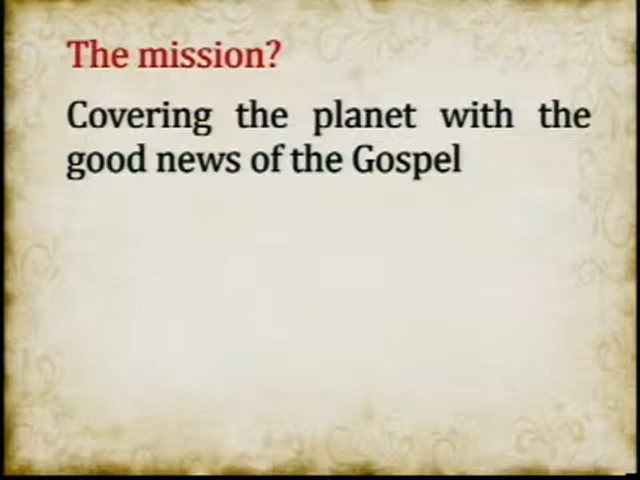 The mission?
Covering the planet with the
good news of the Gospel